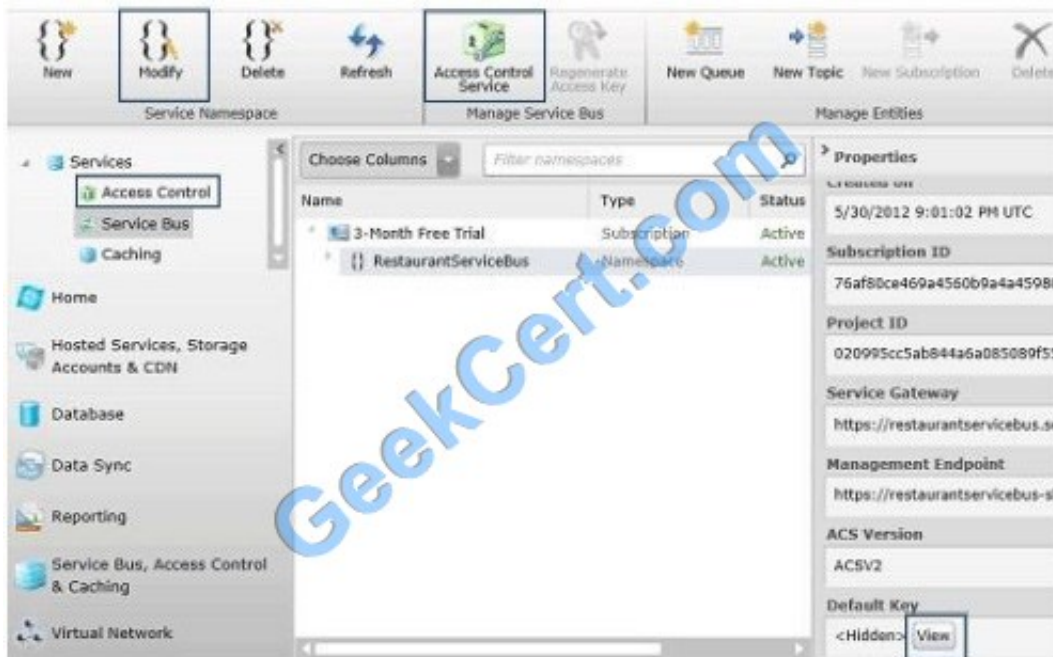 New
Modify
Delete
Refresh
Access Control
Service
Regenerate
Access Key
New Queue
New Topic
New Subscription
Delete
Service Namespace
Manage Service Bus
Manage Entities
Services
Access Control
Service Bus
Caching
Home
Hosted Services, Storage
Accounts & CDN
Database
Data Sync
Reporting
Service Bus, Access Control
& Caching
Virtual Network
Choose Columns
Filter namespaces
Name Type Status
3-Month Free Trial Subscription Active
{} RestaurantServiceBus Namespace Active
Properties
Created on
5/30/2012 9:01:02 PM UTC
Subscription ID
76af80ce469a4560b9a4a4598
Project ID
020995cc5ab844a6a085089f5
Service Gateway
https://restaurantservicebus.s
Management Endpoint
https://restaurantservicebus-s
ACS Version
ACSV2
Default Key
<Hidden> View
GeekCert.com